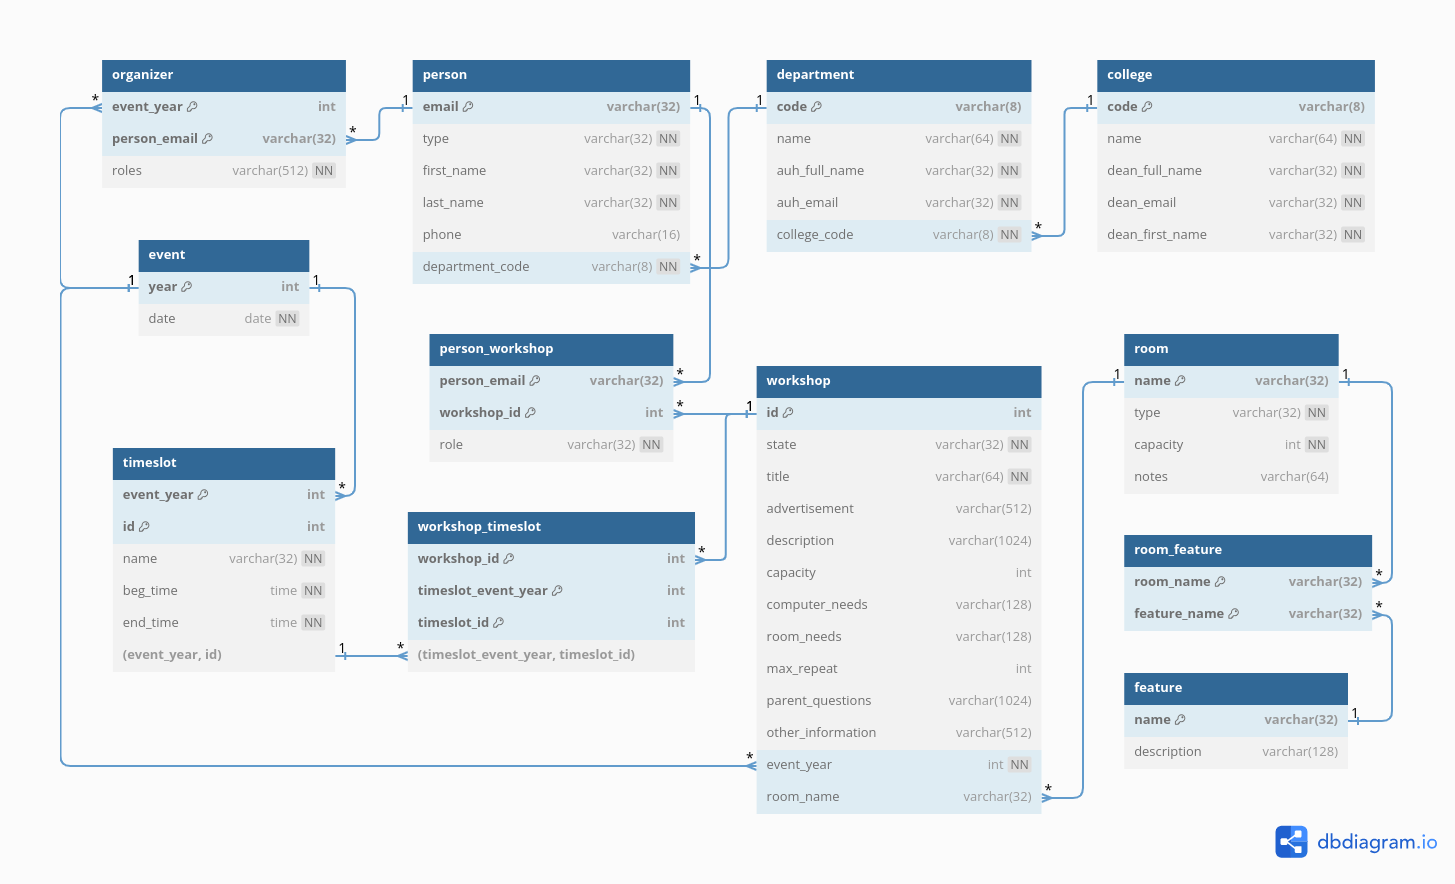 organizer
* event_year int
person_email varchar(32) *
roles varchar(512) NN
person
1 email varchar(32) 1
type varchar(32) NN
first_name varchar(32) NN
last_name varchar(32) NN
phone varchar(16)
department_code varchar(8) NN *
department
1 code varchar(8)
name varchar(64) NN
auh_full_name varchar(32) NN
auh_email varchar(32) NN
college_code varchar(8) NN *
college
1 code varchar(8)
name varchar(64) NN
dean_full_name varchar(32) NN
dean_email varchar(32) NN
dean_first_name varchar(32) NN
event
1 year int 1
date date NN
person_workshop
person_email varchar(32) *
workshop_id int *
role varchar(32) NN
timeslot
event_year int *
id int
name varchar(32) NN
beg_time time NN
end_time time NN
(event_year, id) 1
workshop_timeslot
workshop_id int *
timeslot_event_year int
timeslot_id int
* (timeslot_event_year, timeslot_id)
workshop
1 id int
state varchar(32) NN
title varchar(64) NN
advertisement varchar(512)
description varchar(1024)
capacity int
computer_needs varchar(128)
room_needs varchar(128)
max_repeat int
parent_questions varchar(1024)
other_information varchar(512)
* event_year int NN
room_name varchar(32) *
room
1 name varchar(32) 1
type varchar(32) NN
capacity int NN
notes varchar(64)
room_feature
room_name varchar(32) *
feature_name varchar(32) *
feature
name varchar(32) 1
description varchar(128)
dbdiagram.io